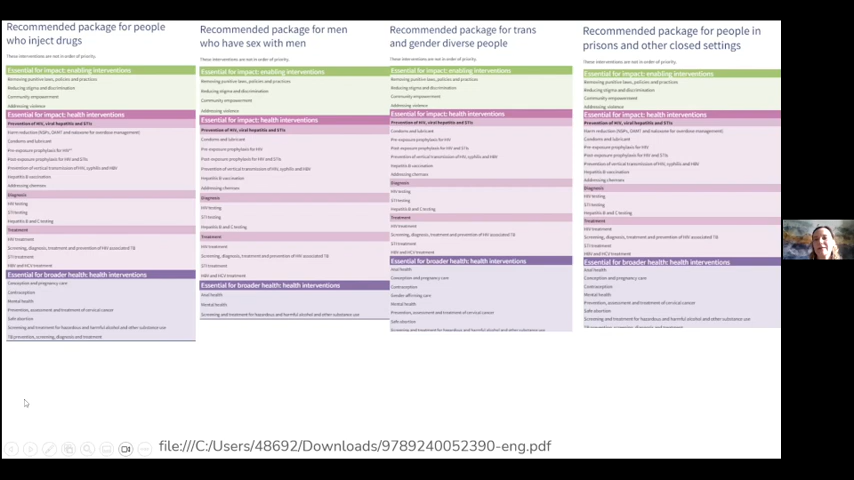 Recommended package for people
who inject drugs
These interventions are not in order of priority.
Essential for impact: enabling interventions
Removing punitive laws, policies and practices
Reducing stigma and discrimination
Community empowerment
Addressing violence
Essential for impact: health interventions
Prevention of HIV, viral hepatitis and STIs
Harm reduction (NSPs, OAMT and naloxone for overdose management)
Condoms and lubricant
Pre-exposure prophylaxis for HIV
Post-exposure prophylaxis for HIV and STIs
Prevention of vertical transmission of HIV, syphilis and HBV
Hepatitis B vaccination
Addressing chemsex
Diagnosis
HIV testing
STI testing
Hepatitis B and C testing
Treatment
HIV treatment
Screening, diagnosis, treatment and prevention of HIV associated TB
STI treatment
HBV and HCV treatment
Essential for broader health: health interventions
Conception and pregnancy care
Contraception
Mental health
Prevention, assessment and treatment of cervical cancer
Safe abortion
Screening and treatment for hazardous and harmful alcohol and other substance use
TB prevention, screening, diagnosis and treatment
Recommended package for men
who have sex with men
These interventions are not in order of priority.
Essential for impact: enabling interventions
Removing punitive laws, policies and practices
Reducing stigma and discrimination
Community empowerment
Addressing violence
Essential for impact: health interventions
Prevention of HIV, viral hepatitis and STIs
Condoms and lubricant
Pre-exposure prophylaxis for HIV
Post-exposure prophylaxis for HIV and STIs
Prevention of vertical transmission of HIV, syphilis and HBV
Hepatitis B vaccination
Addressing chemsex
Diagnosis
HIV testing
STI testing
Hepatitis B and C testing
Treatment
HIV treatment
Screening, diagnosis, treatment and prevention of HIV associated TB
STI treatment
HBV and HCV treatment
Essential for broader health: health interventions
Anal health
Mental health
Screening and treatment for hazardous and harmful alcohol and other substance use
Recommended package for trans
and gender diverse people
These interventions are not in order of priority.
Essential for impact: enabling interventions
Removing punitive laws, policies and practices
Reducing stigma and discrimination
Community empowerment
Addressing violence
Essential for impact: health interventions
Prevention of HIV, viral hepatitis and STIs
Condoms and lubricant
Pre-exposure prophylaxis for HIV
Post-exposure prophylaxis for HIV and STIs
Prevention of vertical transmission of HIV, syphilis and HBV
Hepatitis B vaccination
Addressing chemsex
Diagnosis
HIV testing
STI testing
Hepatitis B and C testing
Treatment
HIV treatment
Screening, diagnosis, treatment and prevention of HIV associated TB
STI treatment
HBV and HCV treatment
Essential for broader health: health interventions
Anal health
Conception and pregnancy care
Contraception
Gender affirming care
Mental health
Prevention, assessment and treatment of cervical cancer
Safe abortion
Screening and treatment for hazardous and harmful alcohol and other substance use
Recommended package for people in
prisons and other closed settings
These interventions are not in order of priority.
Essential for impact: enabling interventions
Removing punitive laws, policies and practices
Reducing stigma and discrimination
Community empowerment
Addressing violence
Essential for impact: health interventions
Prevention of HIV, viral hepatitis and STIs
Harm reduction (NSPs, OAMT and naloxone for overdose management)
Condoms and lubricant
Pre-exposure prophylaxis for HIV
Post-exposure prophylaxis for HIV and STIs
Prevention of vertical transmission of HIV, syphilis and HBV
Hepatitis B vaccination
Addressing chemsex
Diagnosis
HIV testing
STI testing
Hepatitis B and C testing
Treatment
HIV treatment
Screening, diagnosis, treatment and prevention of HIV associated TB
STI treatment
HBV and HCV treatment
Essential for broader health: health interventions
Anal health
Conception and pregnancy care
Contraception
Mental health
Prevention, assessment and treatment of cervical cancer
Safe abortion
Screening and treatment for hazardous and harmful alcohol and other substance use
TB prevention, screening, diagnosis and treatment
file:///C:/Users/48692/Downloads/9789240052390-eng.pdf